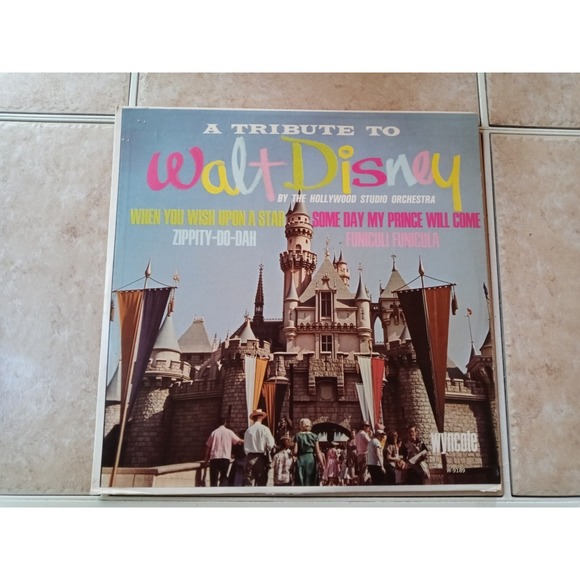 A TRIBUTE TO
Walt Disney
BY THE HOLLYWOOD STUDIO ORCHESTRA
WHEN YOU WISH UPON A STAR SOME DAY MY PRINCE WILL COME
ZIPPITY-DO-DAH FUNICULI FUNICULA
wyncote
W 9189